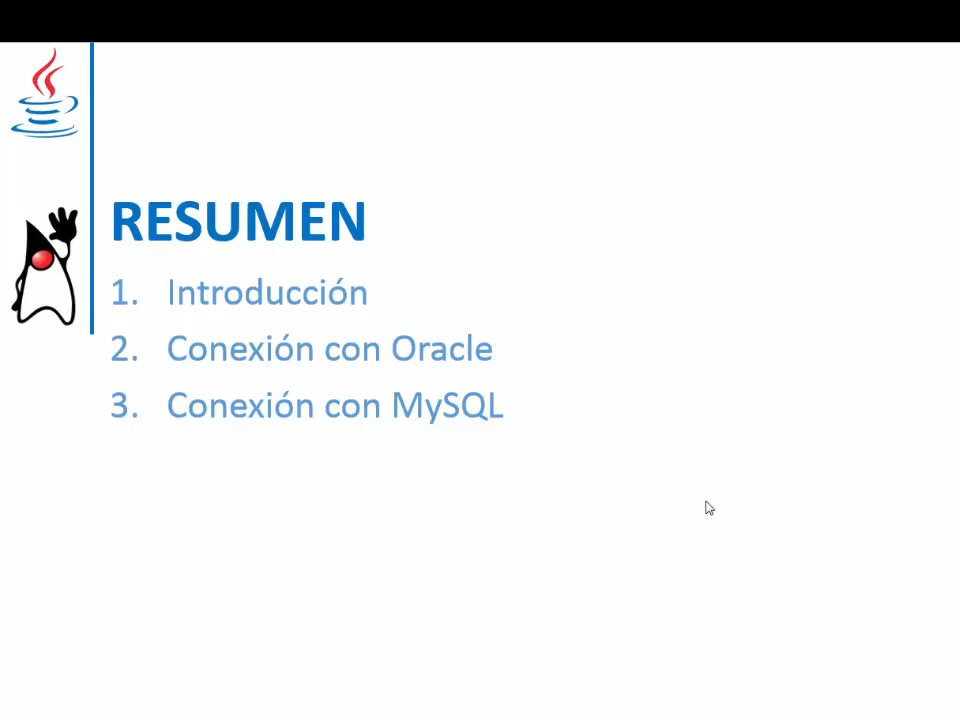 RESUMEN
1. Introducción
2. Conexión con Oracle
3. Conexión con MySQL